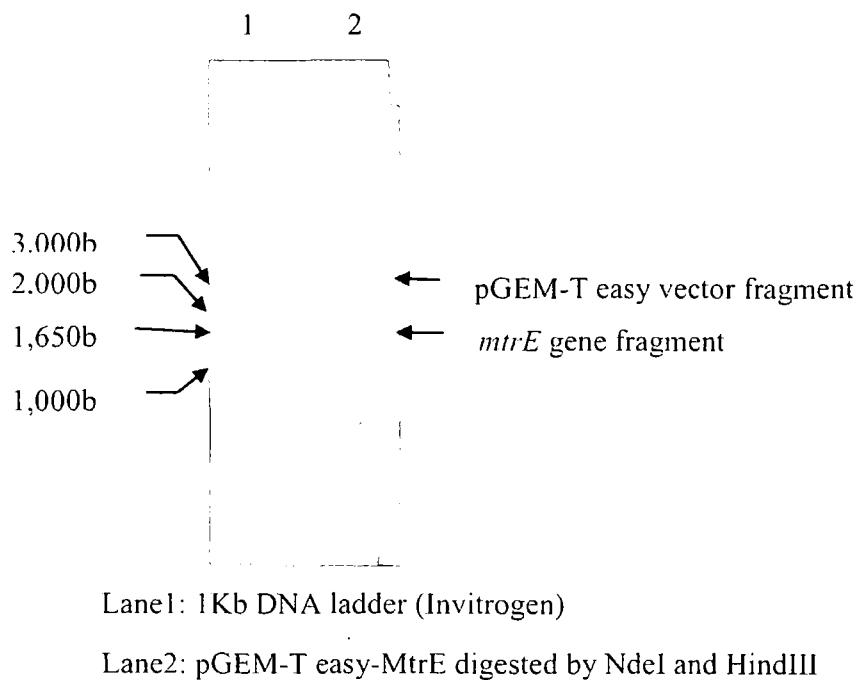 1 2
3.000b
2.000b
pGEM-T easy vector fragment
1,650b
mtrE gene fragment
1,000b
Lane1: 1Kb DNA ladder (Invitrogen)
Lane2: pGEM-T easy-MtrE digested by NdeI and HindIII